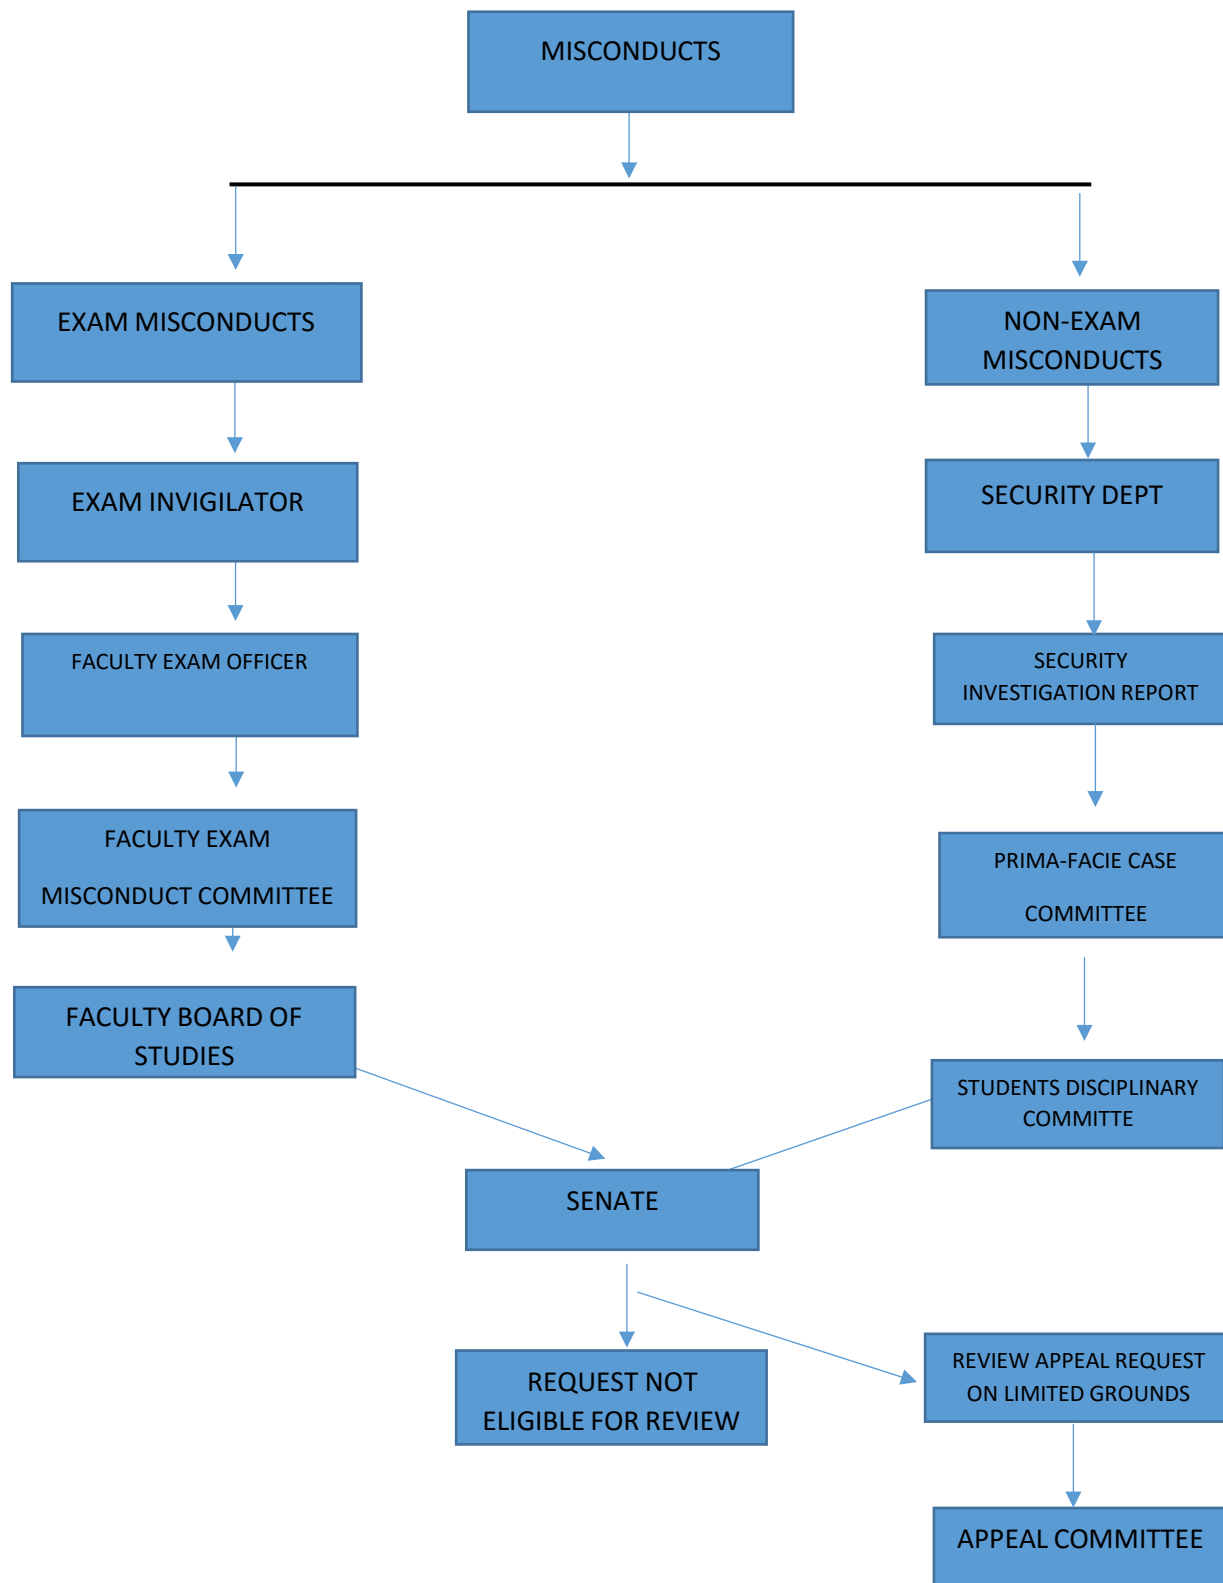 MISCONDUCTS
EXAM MISCONDUCTS
NON-EXAM
MISCONDUCTS
EXAM INVIGILATOR
SECURITY DEPT
FACULTY EXAM OFFICER
SECURITY
INVESTIGATION REPORT
FACULTY EXAM
MISCONDUCT COMMITTEE
PRIMA-FACIE CASE
COMMITTEE
FACULTY BOARD OF
STUDIES
STUDENTS DISCIPLINARY
COMMITTE
SENATE
REQUEST NOT
ELIGIBLE FOR REVIEW
REVIEW APPEAL REQUEST
ON LIMITED GROUNDS
APPEAL COMMITTEE